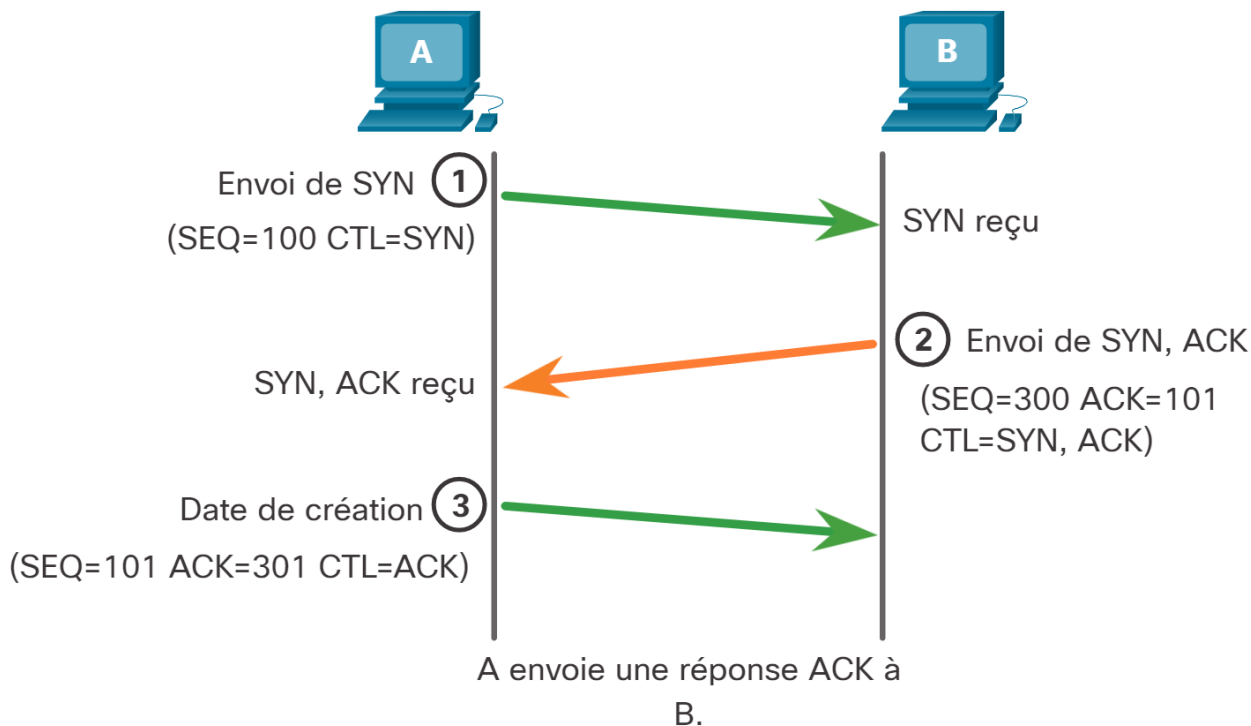 A
B
Envoi de SYN 1
(SEQ=100 CTL=SYN)
SYN reçu
2 Envoi de SYN, ACK
(SEQ=300 ACK=101
CTL=SYN, ACK)
SYN, ACK reçu
Date de création 3
(SEQ=101 ACK=301 CTL=ACK)
A envoie une réponse ACK à
B.